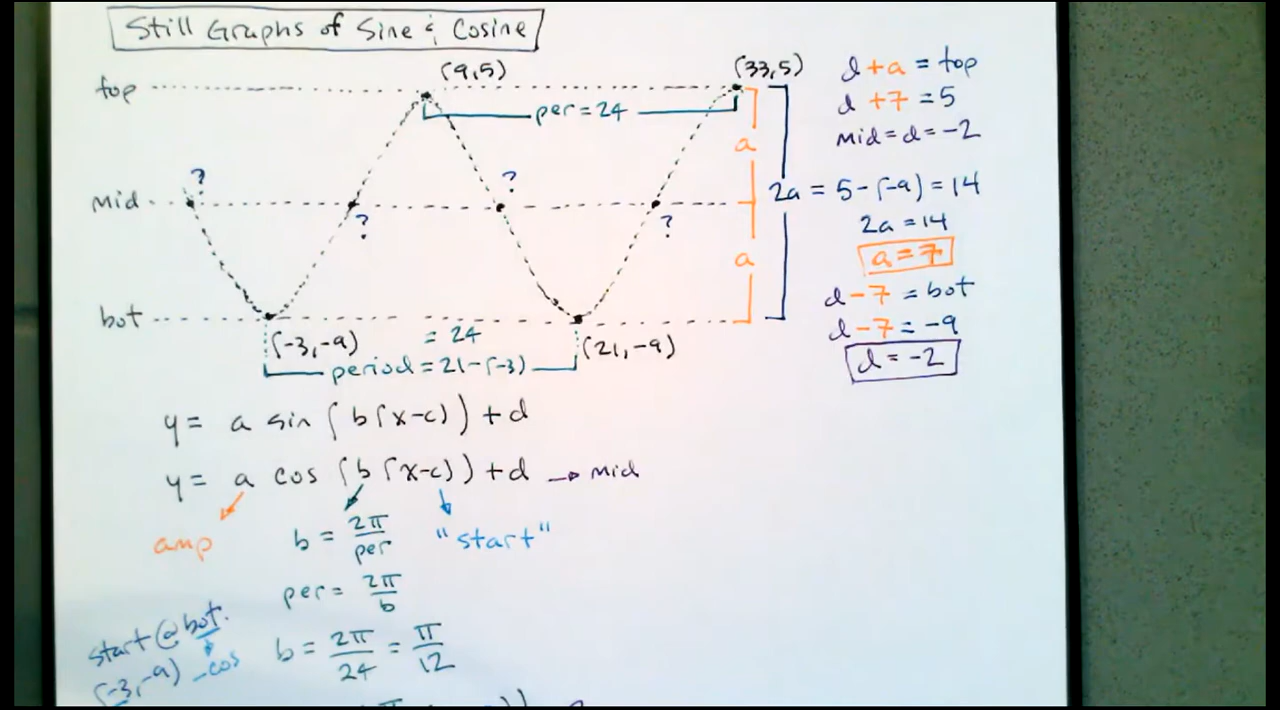 Still Graphs of Sine & Cosine
(9,5)
(33,5)
top
per = 24
a
?
?
mid
?
?
a
bot
(-3,-9)
= 24
(21,-9)
period = 21-(-3)
d+a = top
d+7 = 5
mid = d = -2
2a = 5-(-9) = 14
2a = 14
a = 7
d-7 = bot
d-7 = -9
d = -2
y = a sin(b(x-c))+d
y = a cos(b(x-c))+d → mid
amp
b = 2π/per
"start"
per = 2π/b
b = 2π/24 = π/12
start @ bot.
(-3,-9) -cos